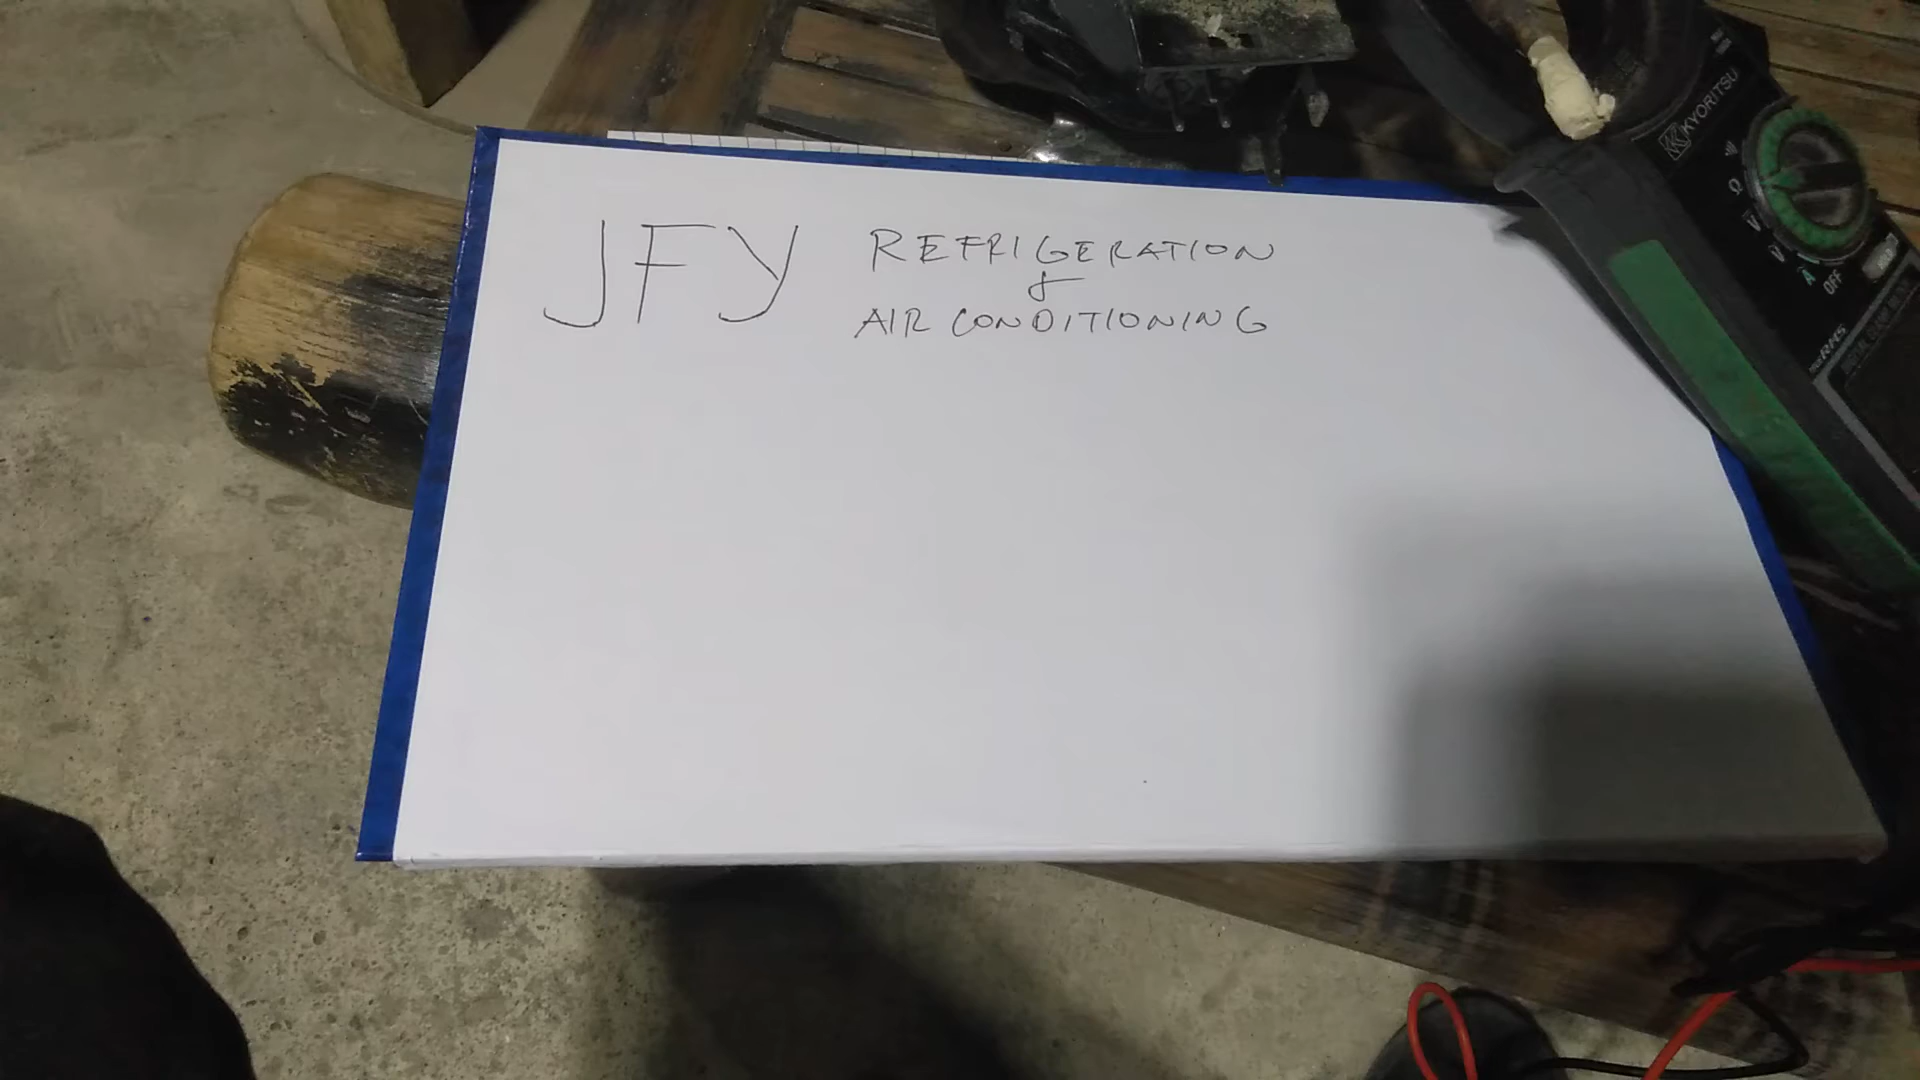 JFY REFRIGERATION
&
AIR CONDITIONING
KYORITSU
Ω
OFF